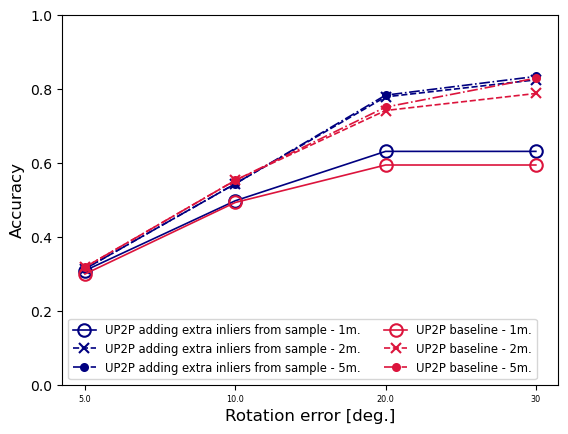 1.0
0.8
0.6
0.4
0.2
0.0
Accuracy
UP2P adding extra inliers from sample - 1m.
UP2P adding extra inliers from sample - 2m.
UP2P adding extra inliers from sample - 5m.
UP2P baseline - 1m.
UP2P baseline - 2m.
UP2P baseline - 5m.
5.0 10.0 20.0 30
Rotation error [deg.]